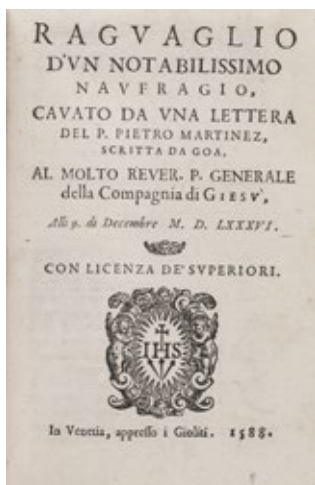 RAGVAGLIO
D'VN NOTABILISSIMO
NAVFRAGIO,
CAVATO DA VNA LETTERA
DEL P. PIETRO MARTINEZ,
SCRITTA DA GOA,
AL MOLTO REVER. P. GENERALE
della Compagnia di GIESV',
Alli 9. di Decembre M. D. LXXXVI.
CON LICENZA DE' SVPERIORI.
IHS
In Venetia, appresso i Gioliti. 1588.